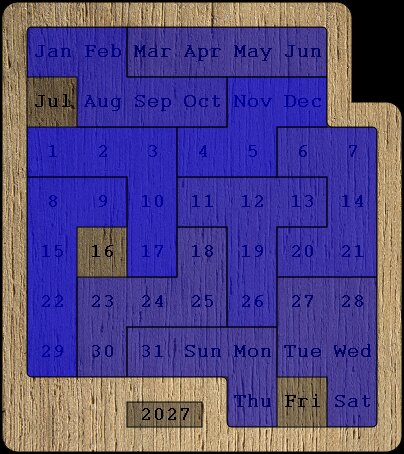 Jan Feb Mar Apr May Jun
Jul Aug Sep Oct Nov Dec
1 2 3 4 5 6 7
8 9 10 11 12 13 14
15 16 17 18 19 20 21
22 23 24 25 26 27 28
29 30 31 Sun Mon Tue Wed
2027 Thu Fri Sat